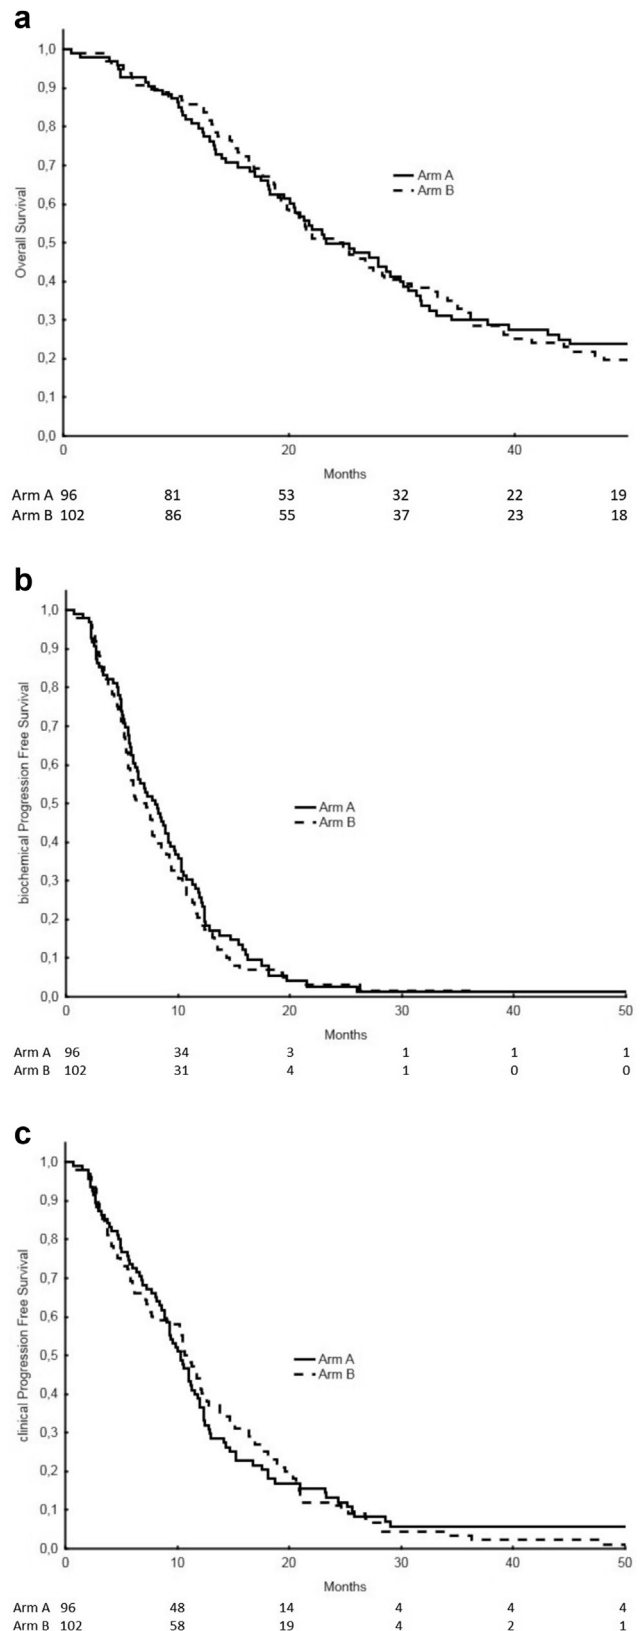 a
1,0
0,9
0,8
0,7
0,6
0,5
0,4
0,3
0,2
0,1
0,0
Overall Survival
Arm A
Arm B
0 20 40
Months
Arm A 96 81 53 32 22 19
Arm B 102 86 55 37 23 18
b
1,0
0,9
0,8
0,7
0,6
0,5
0,4
0,3
0,2
0,1
0,0
biochemical Progression Free Survival
Arm A
Arm B
0 10 20 30 40 50
Months
Arm A 96 34 3 1 1 1
Arm B 102 31 4 1 0 0
c
1,0
0,9
0,8
0,7
0,6
0,5
0,4
0,3
0,2
0,1
0,0
clinical Progression Free Survival
Arm A
Arm B
0 10 20 30 40 50
Months
Arm A 96 48 14 4 4 4
Arm B 102 58 19 4 2 1